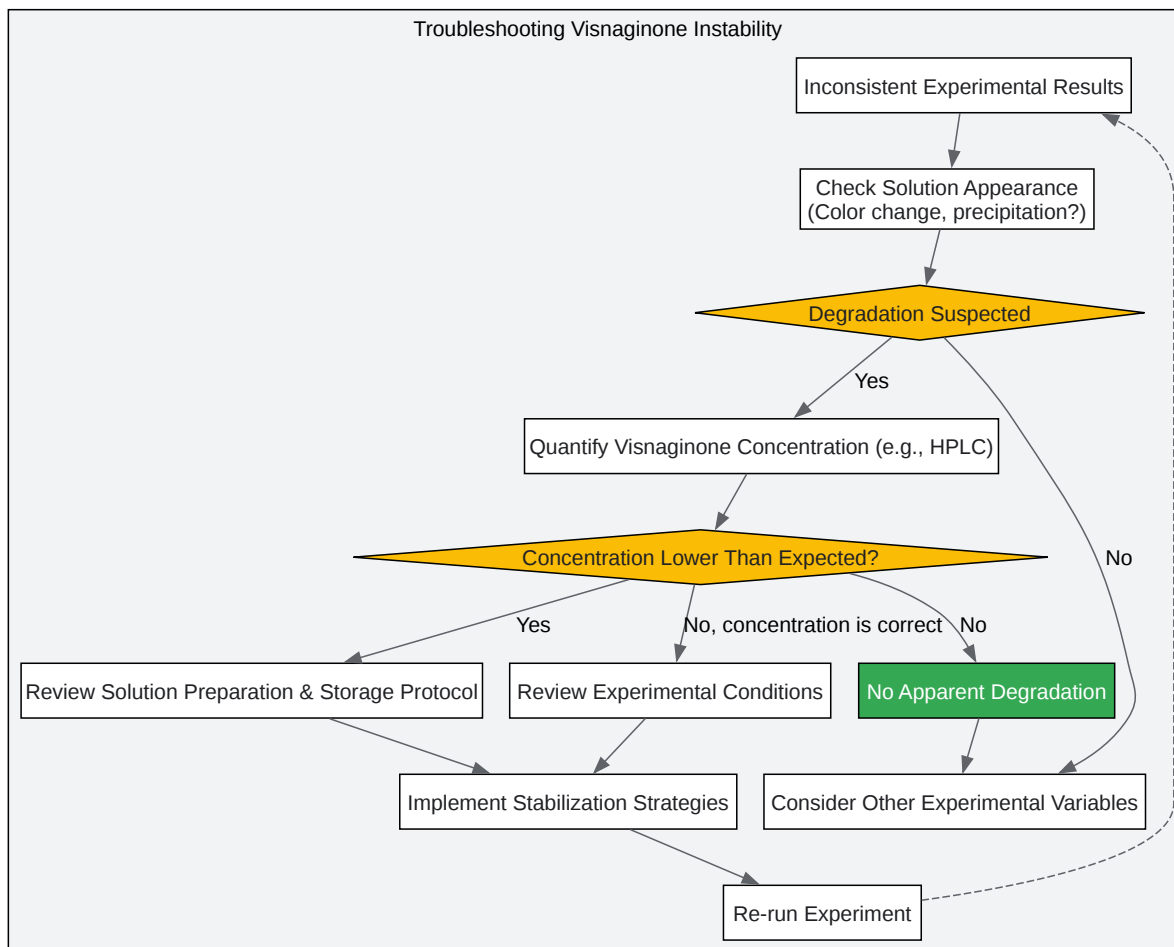 Troubleshooting Visnaginone Instability
Inconsistent Experimental Results
Check Solution Appearance
(Color change, precipitation?)
Degradation Suspected
Yes
Quantify Visnaginone Concentration (e.g., HPLC)
Concentration Lower Than Expected?
No
Yes
No, concentration is correct
No
Review Solution Preparation & Storage Protocol
Review Experimental Conditions
No Apparent Degradation
Implement Stabilization Strategies
Consider Other Experimental Variables
Re-run Experiment